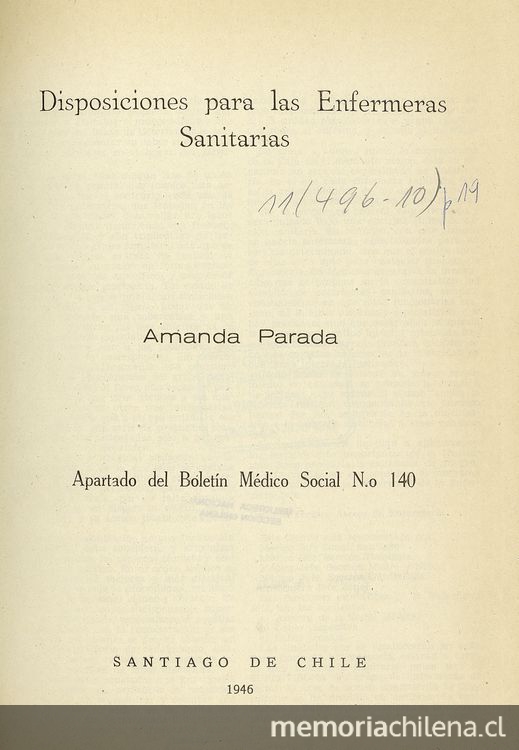 Disposiciones para las Enfermeras
Sanitarias
11(496-10) p.19
Amanda Parada
Apartado del Boletín Médico Social N.o 140
SANTIAGO DE CHILE
1946
memoriachilena.cl